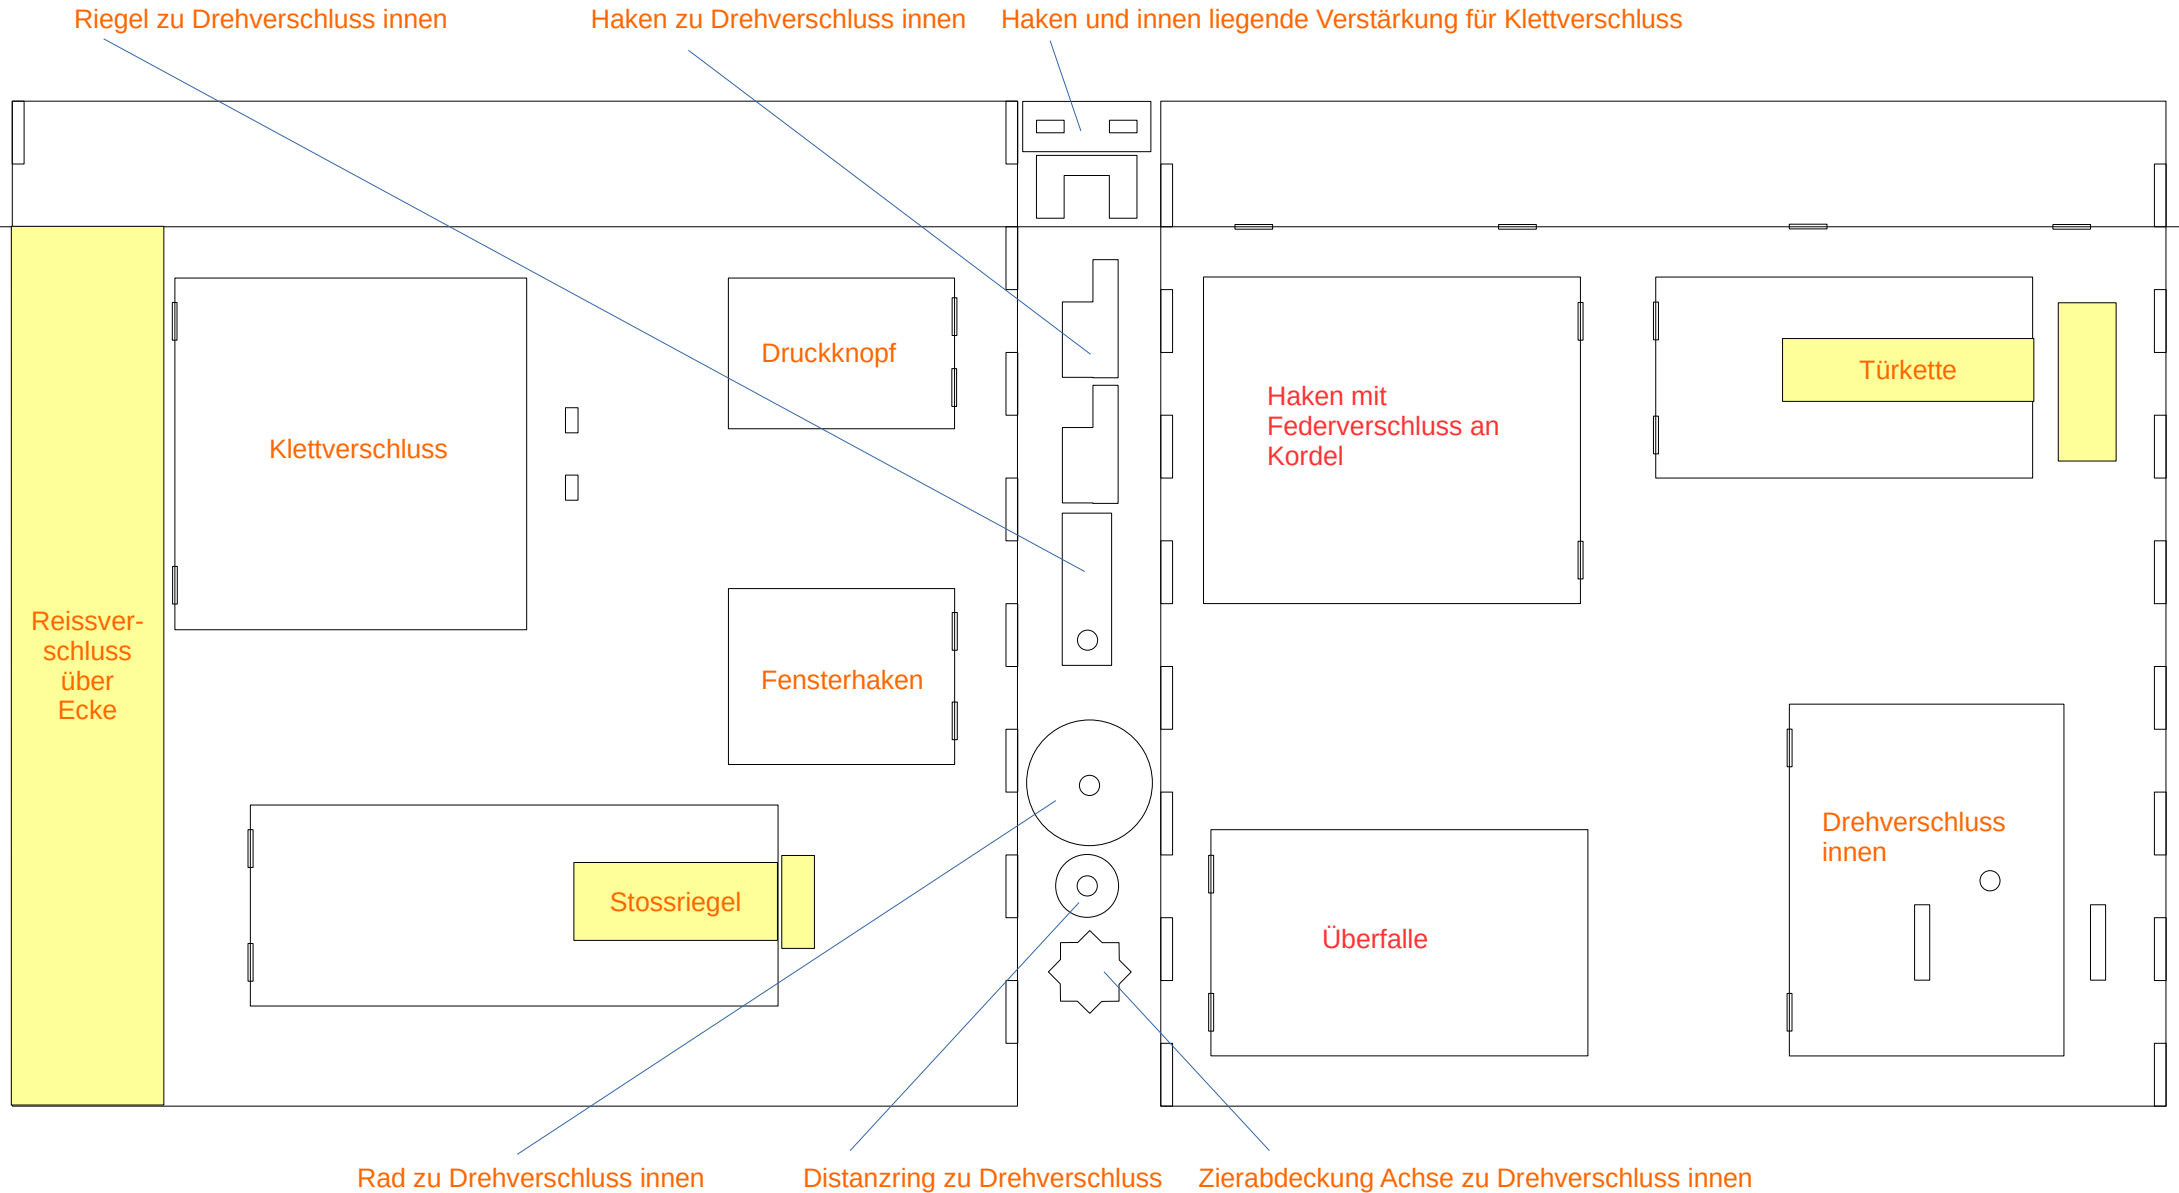 Riegel zu Drehverschluss innen
Haken zu Drehverschluss innen
Haken und innen liegende Verstärkung für Klettverschluss
Druckknopf
Klettverschluss
Haken mit
Federverschluss an
Kordel
Türkette
Reissver-
schluss
über
Ecke
Fensterhaken
Stossriegel
Überfalle
Drehverschluss
innen
Rad zu Drehverschluss innen
Distanzring zu Drehverschluss
Zierabdeckung Achse zu Drehverschluss innen